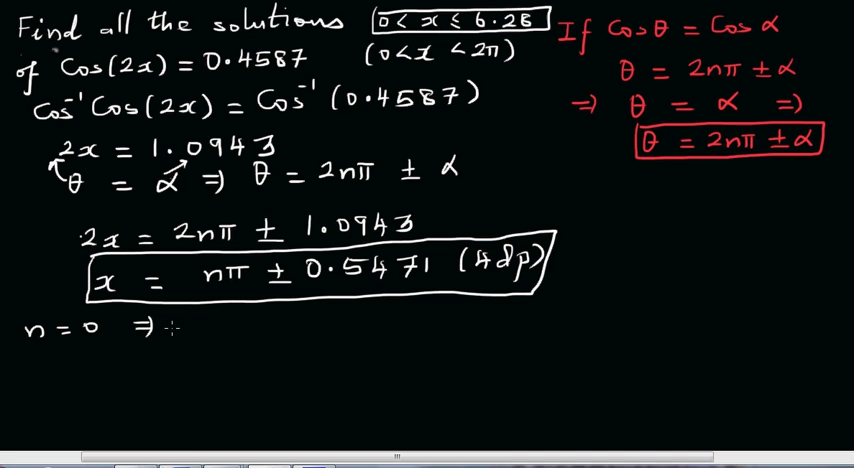 Find all the solutions 0 < x ≤ 6.28
of Cos(2x) = 0.4587 (0 < x < 2π)
Cos⁻¹ Cos(2x) = Cos⁻¹ (0.4587)
2x = 1.0943
θ = α ⇒ θ = 2nπ ± α
2x = 2nπ ± 1.0943
x = nπ ± 0.5471 (4dp)
n = 0 ⇒
If Cosθ = Cosα
θ = 2nπ ± α
⇒ θ = α ⇒
θ = 2nπ ± α